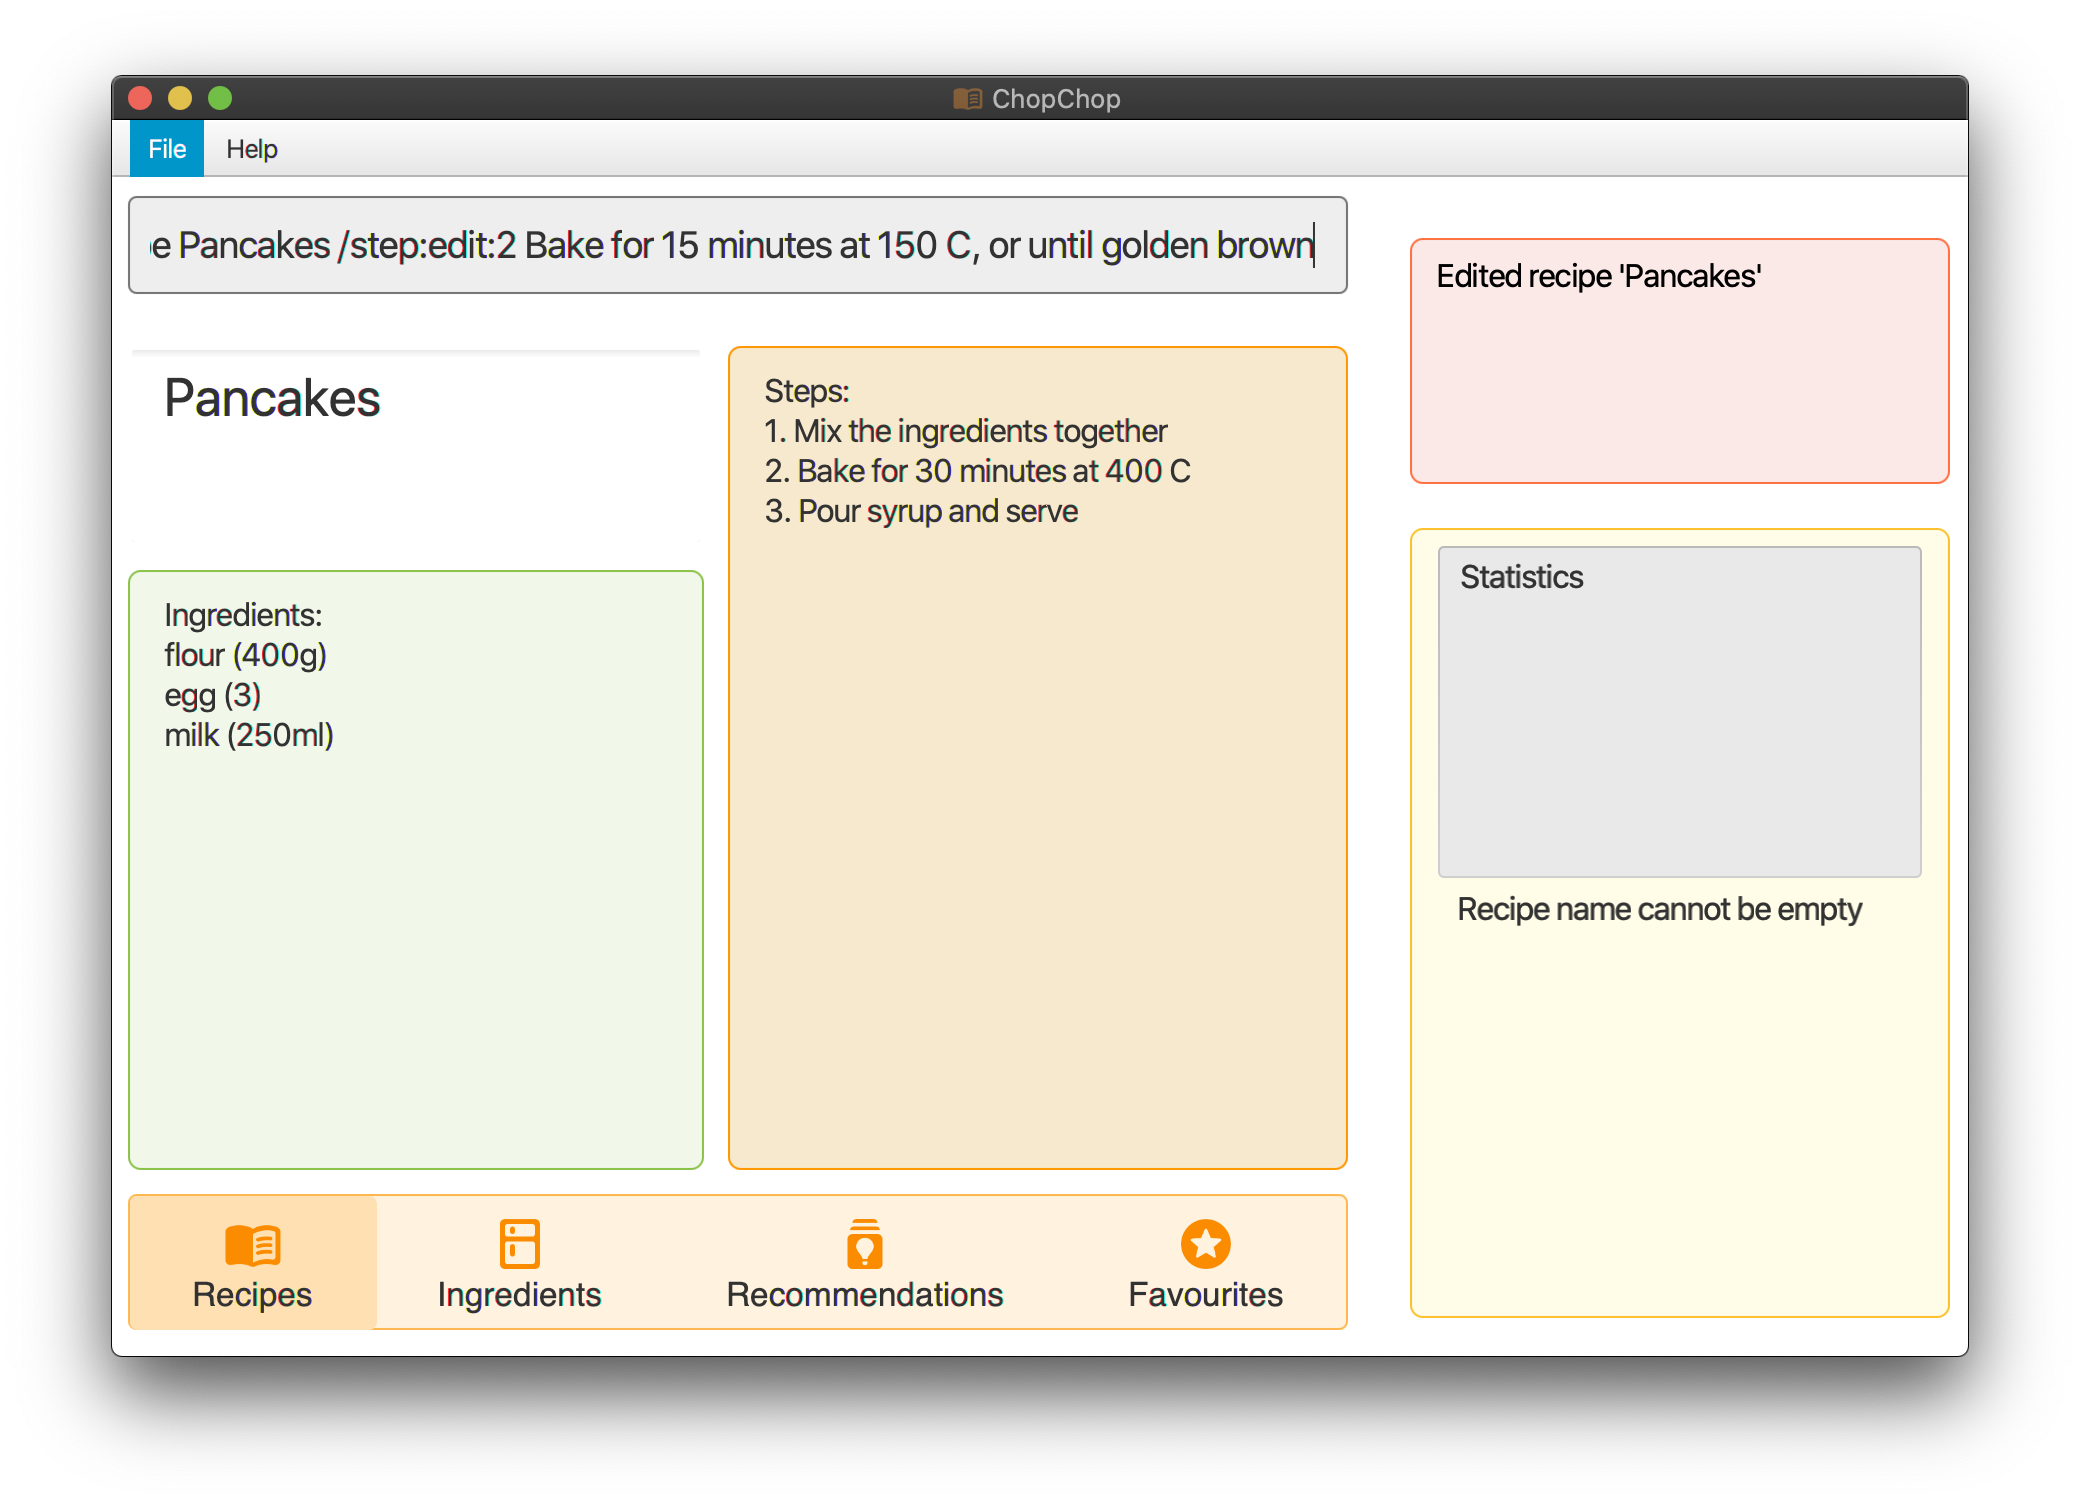 ChopChop
File Help
e Pancakes /step:edit:2 Bake for 15 minutes at 150 C, or until golden brown
Edited recipe 'Pancakes'
Pancakes
Steps:
1. Mix the ingredients together
2. Bake for 30 minutes at 400 C
3. Pour syrup and serve
Ingredients:
flour (400g)
egg (3)
milk (250ml)
Statistics
Recipe name cannot be empty
Recipes Ingredients Recommendations Favourites